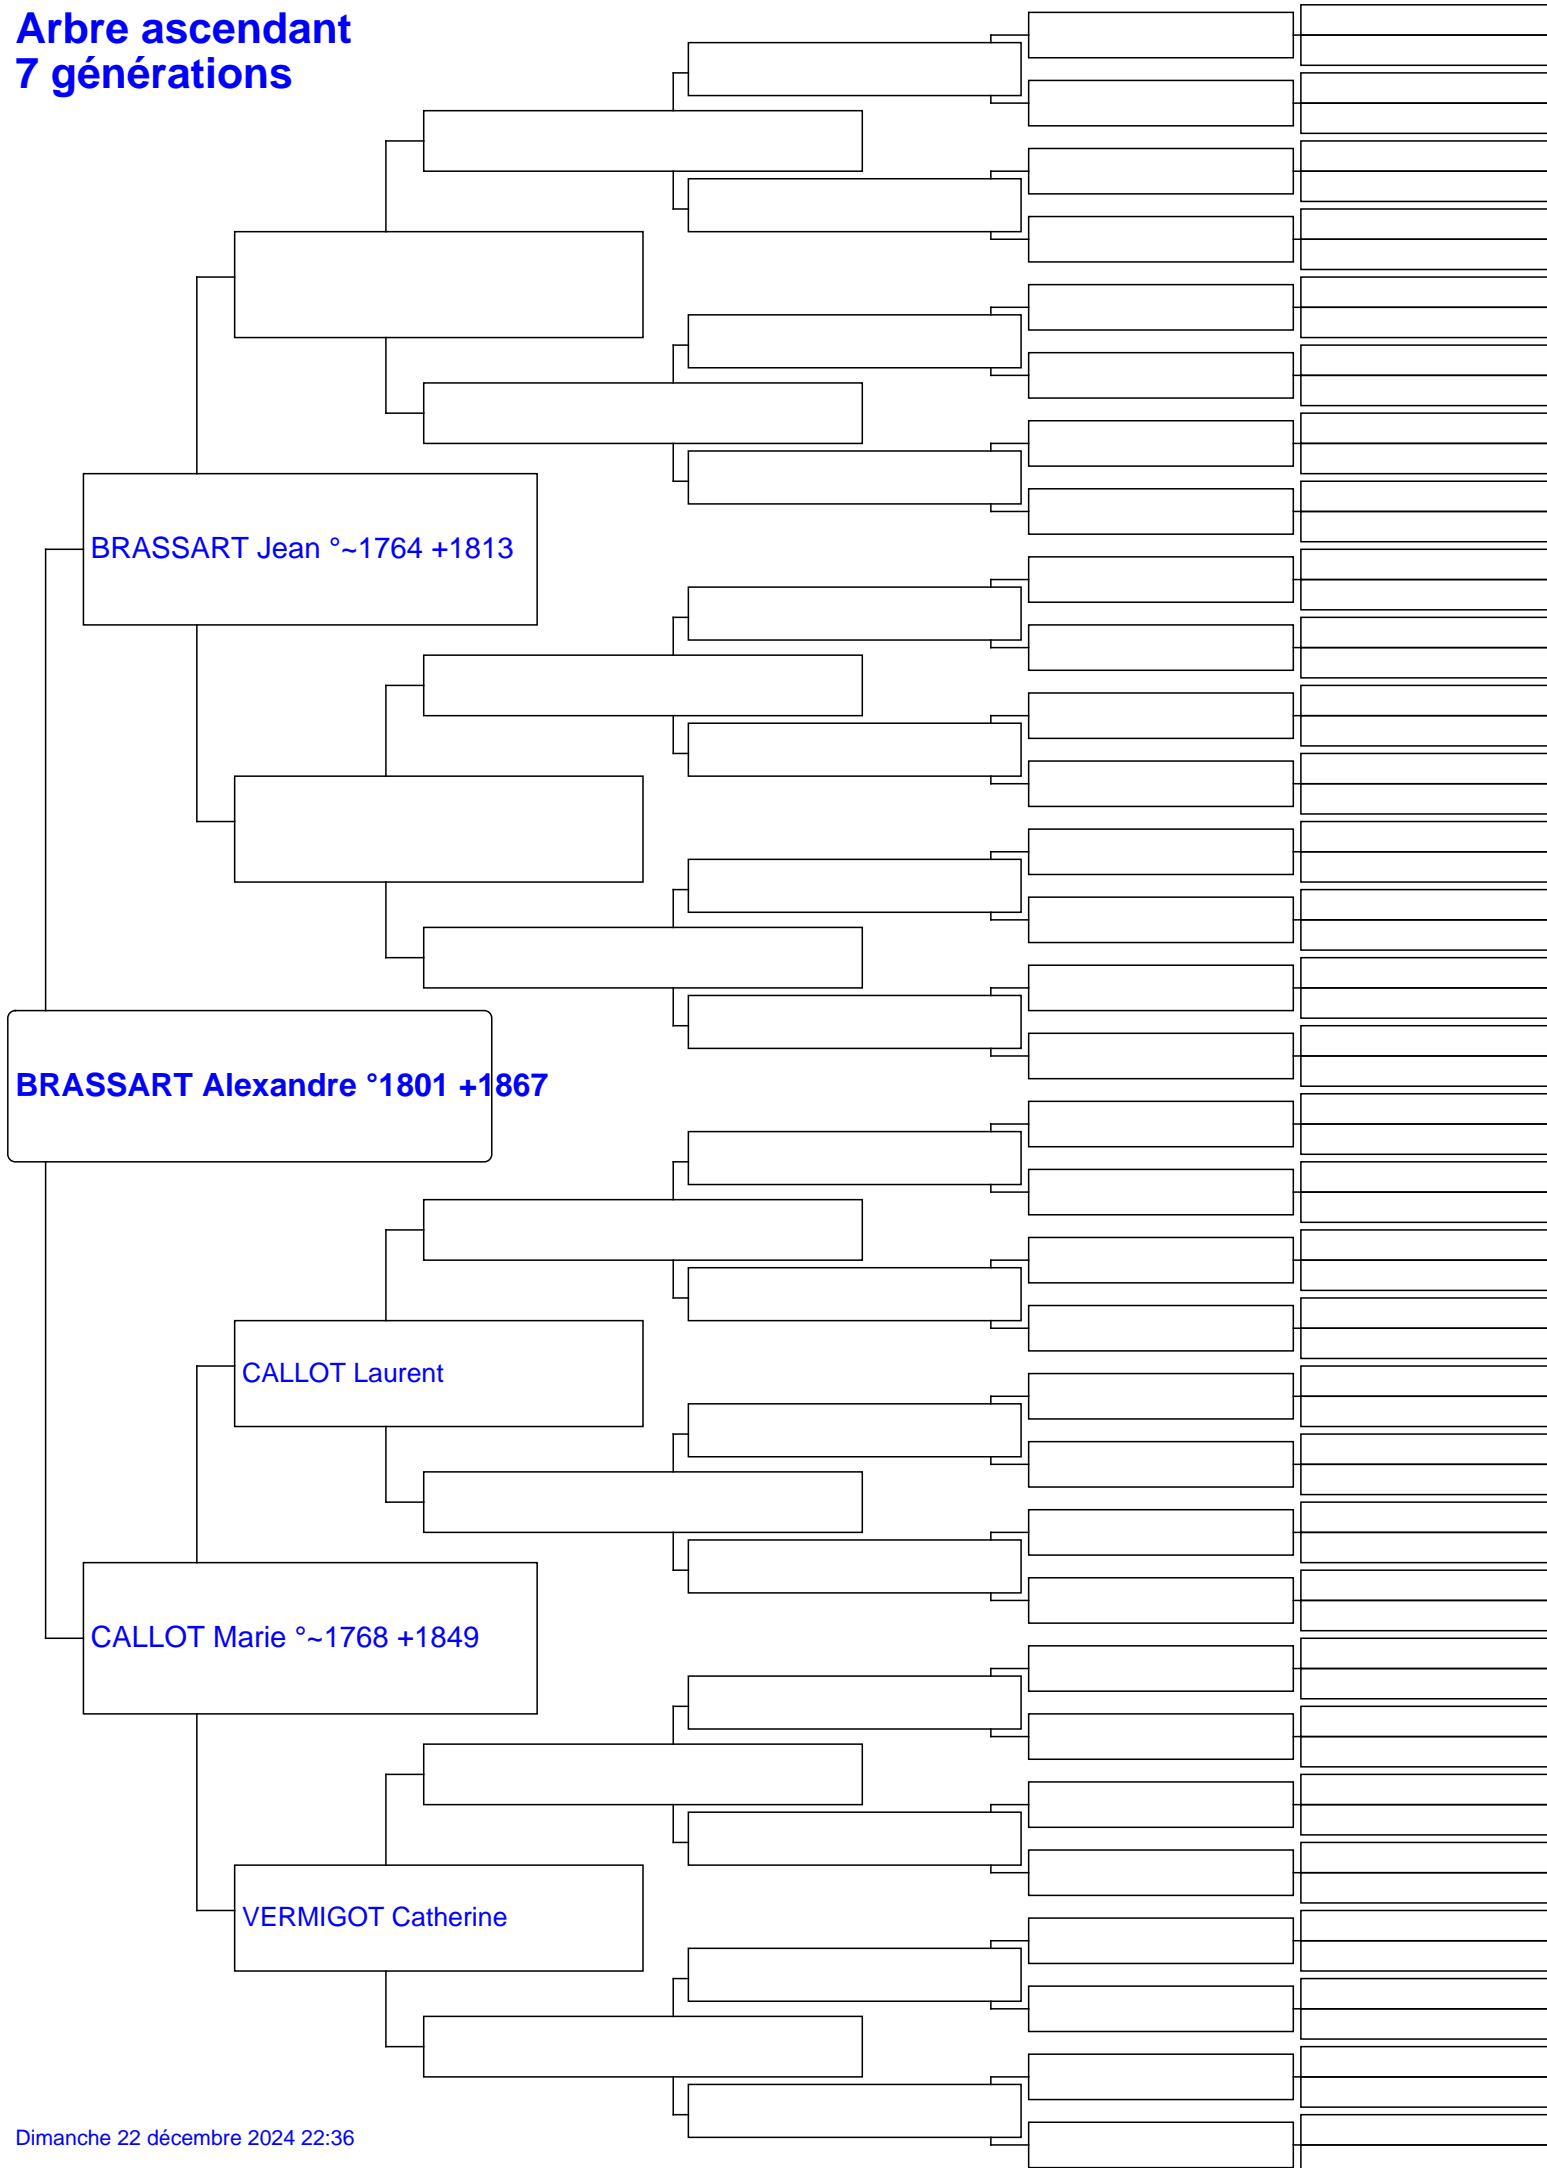 Arbre ascendant
7 générations
BRASSART Jean °~1764 +1813
BRASSART Alexandre °1801 +1867
CALLOT Laurent
CALLOT Marie °~1768 +1849
VERMIGOT Catherine
Dimanche 22 décembre 2024 22:36